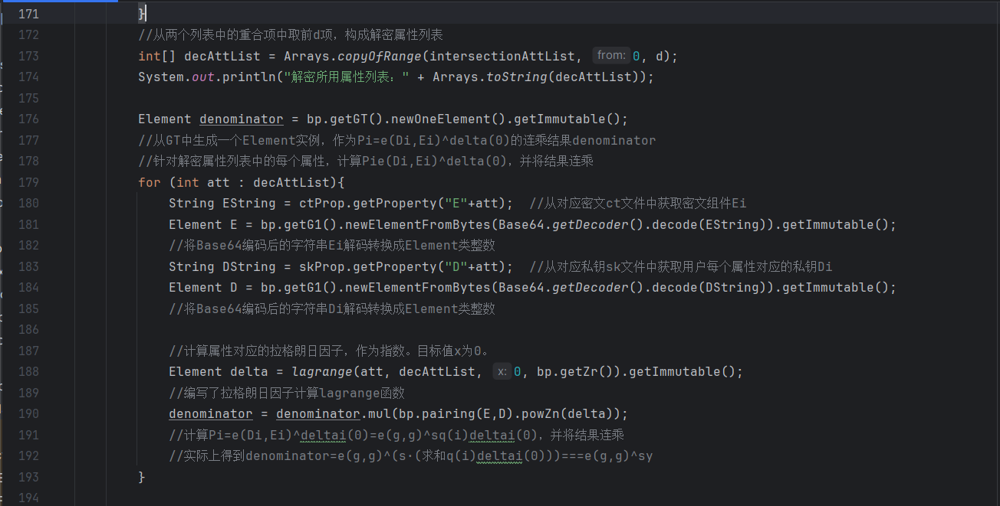 171 }
172 //从两个列表中的重合项中取前d项，构成解密属性列表
173 int[] decAttList = Arrays.copyOfRange(intersectionAttList, from: 0, d);
174 System.out.println("解密所用属性列表：" + Arrays.toString(decAttList));
175
176 Element denominator = bp.getGT().newOneElement().getImmutable();
177 //从GT中生成一个Element实例，作为Pi=e(Di,Ei)^delta(0)的连乘结果denominator
178 //针对解密属性列表中的每个属性，计算Pie(Di,Ei)^delta(0)，并将结果连乘
179 for (int att : decAttList){
180 String EString = ctProp.getProperty("E"+att); //从对应密文ct文件中获取密文组件Ei
181 Element E = bp.getG1().newElementFromBytes(Base64.getDecoder().decode(EString)).getImmutable();
182 //将Base64编码后的字符串Ei解码转换成Element类整数
183 String DString = skProp.getProperty("D"+att); //从对应私钥sk文件中获取用户每个属性对应的私钥Di
184 Element D = bp.getG1().newElementFromBytes(Base64.getDecoder().decode(DString)).getImmutable();
185 //将Base64编码后的字符串Di解码转换成Element类整数
186
187 //计算属性对应的拉格朗日因子，作为指数。目标值x为0。
188 Element delta = lagrange(att, decAttList, x: 0, bp.getZr()).getImmutable();
189 //编写了拉格朗日因子计算lagrange函数
190 denominator = denominator.mul(bp.pairing(E,D).powZn(delta));
191 //计算Pi=e(Di,Ei)^deltai(0)=e(g,g)^sq(i)deltai(0)，并将结果连乘
192 //实际上得到denominator=e(g,g)^(s·(求和q(i)deltai(0)))===e(g,g)^sy
193 }
194